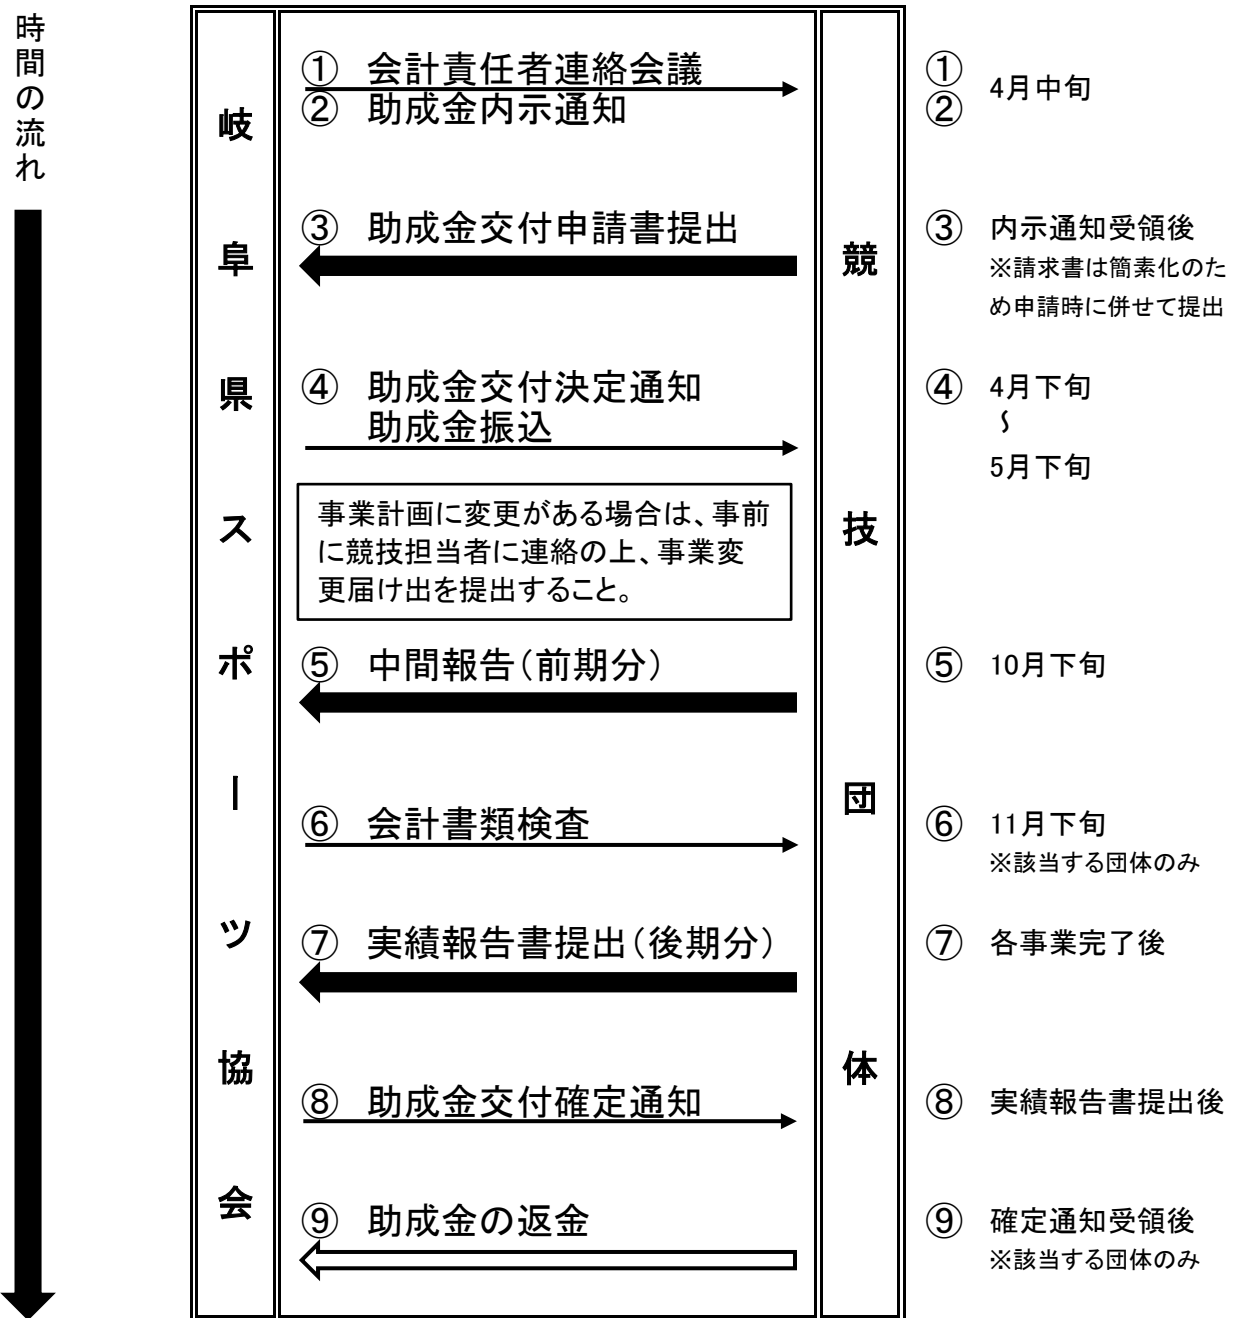 時間の流れ
岐阜県スポーツ協会
競技団体
① 会計責任者連絡会議
② 助成金内示通知
①
②
4月中旬
③ 助成金交付申請書提出
③ 内示通知受領後
※請求書は簡素化のた
め申請時に併せて提出
④ 助成金交付決定通知
助成金振込
④ 4月下旬
～
5月下旬
事業計画に変更がある場合は、事前
に競技担当者に連絡の上、事業変
更届け出を提出すること。
⑤ 中間報告(前期分)
⑤ 10月下旬
⑥ 会計書類検査
⑥ 11月下旬
※該当する団体のみ
⑦ 実績報告書提出(後期分)
⑦ 各事業完了後
⑧ 助成金交付確定通知
⑧ 実績報告書提出後
⑨ 助成金の返金
⑨ 確定通知受領後
※該当する団体のみ